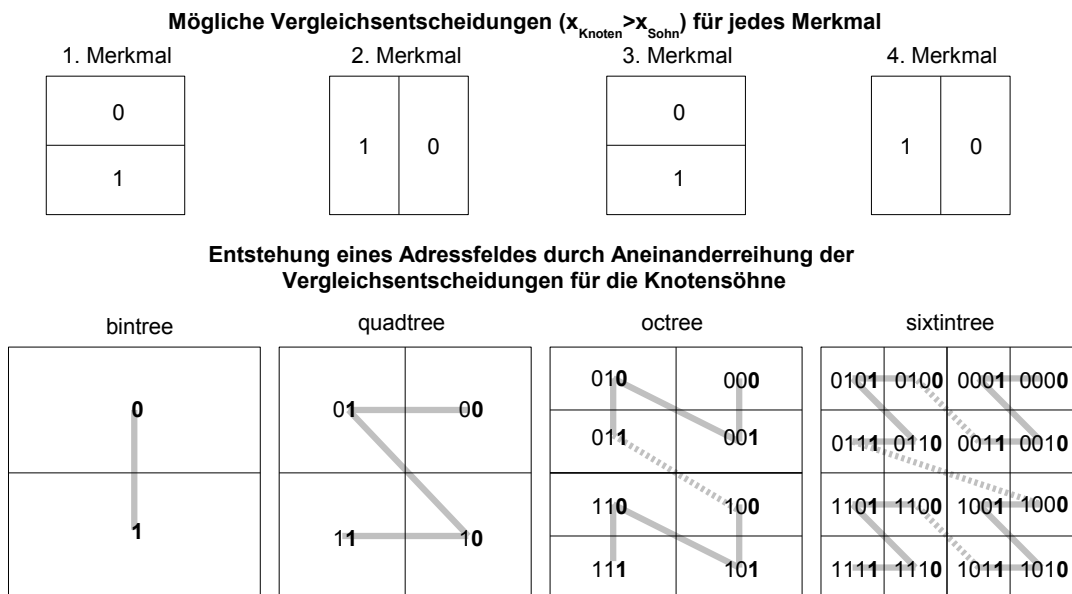 Mögliche Vergleichsentscheidungen (xKnoten>xSohn) für jedes Merkmal
1. Merkmal 2. Merkmal 3. Merkmal 4. Merkmal
0 0
1 0 1 0
1 1
Entstehung eines Adressfeldes durch Aneinanderreihung der
Vergleichsentscheidungen für die Knotensöhne
bintree quadtree octree sixtintree
010 000 0101 0100 0001 0000
0 01 00
011 001 0111 0110 0011 0010
110 100 1101 1100 1001 1000
1 11 10
111 101 1111 1110 1011 1010